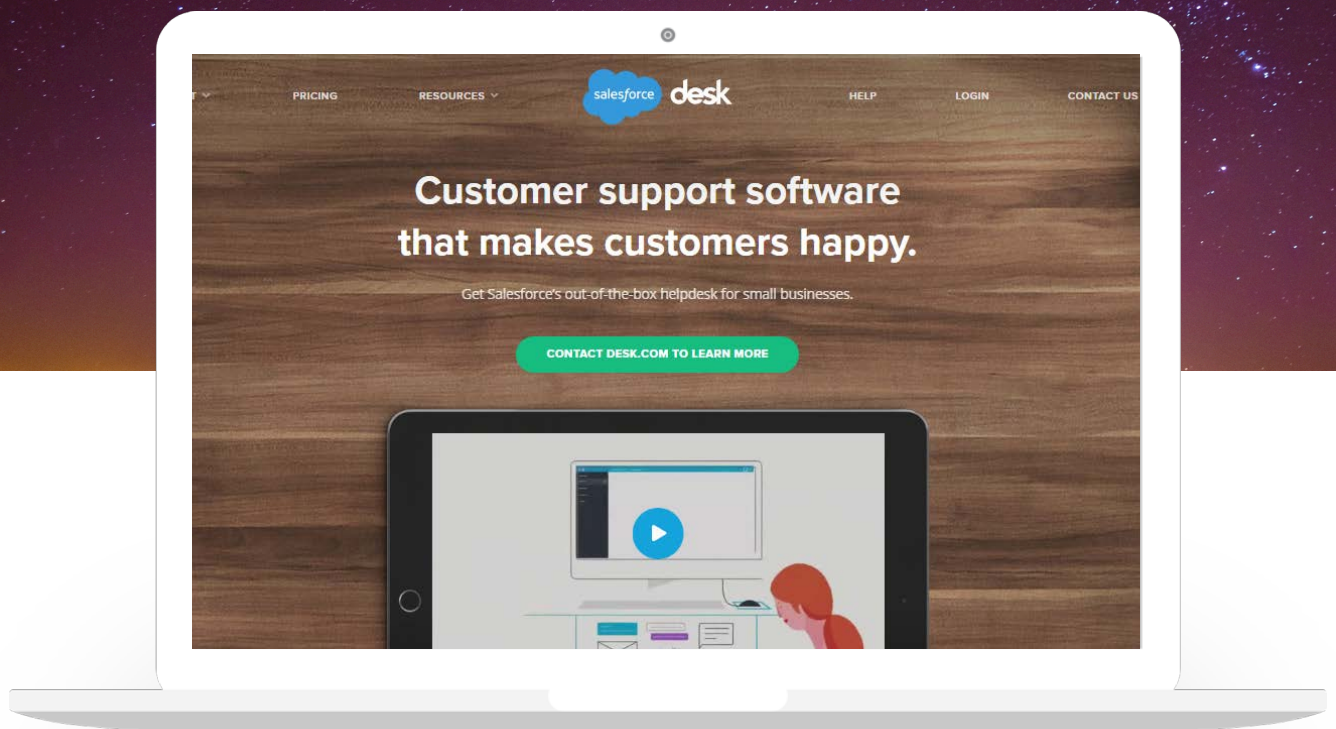 PRICING
RESOURCES
salesforce desk
HELP
LOGIN
CONTACT US
Customer support software
that makes customers happy.
Get Salesforce's out-of-the-box helpdesk for small businesses.
CONTACT DESK.COM TO LEARN MORE